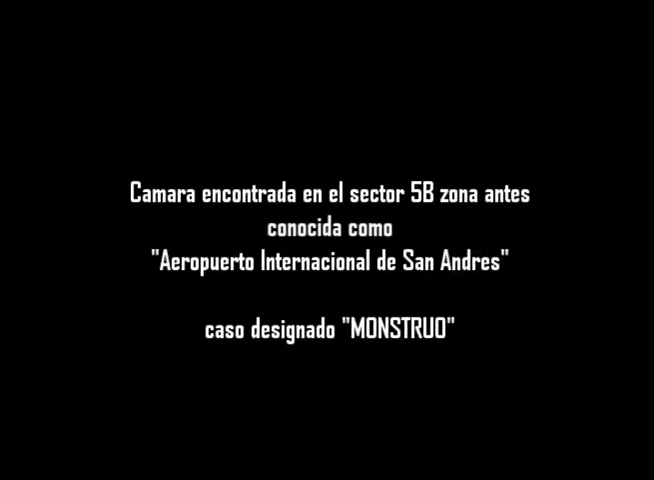 Camara encontrada en el sector 5B zona antes
conocida como
"Aeropuerto Internacional de San Andres"
caso designado "MONSTRUO"